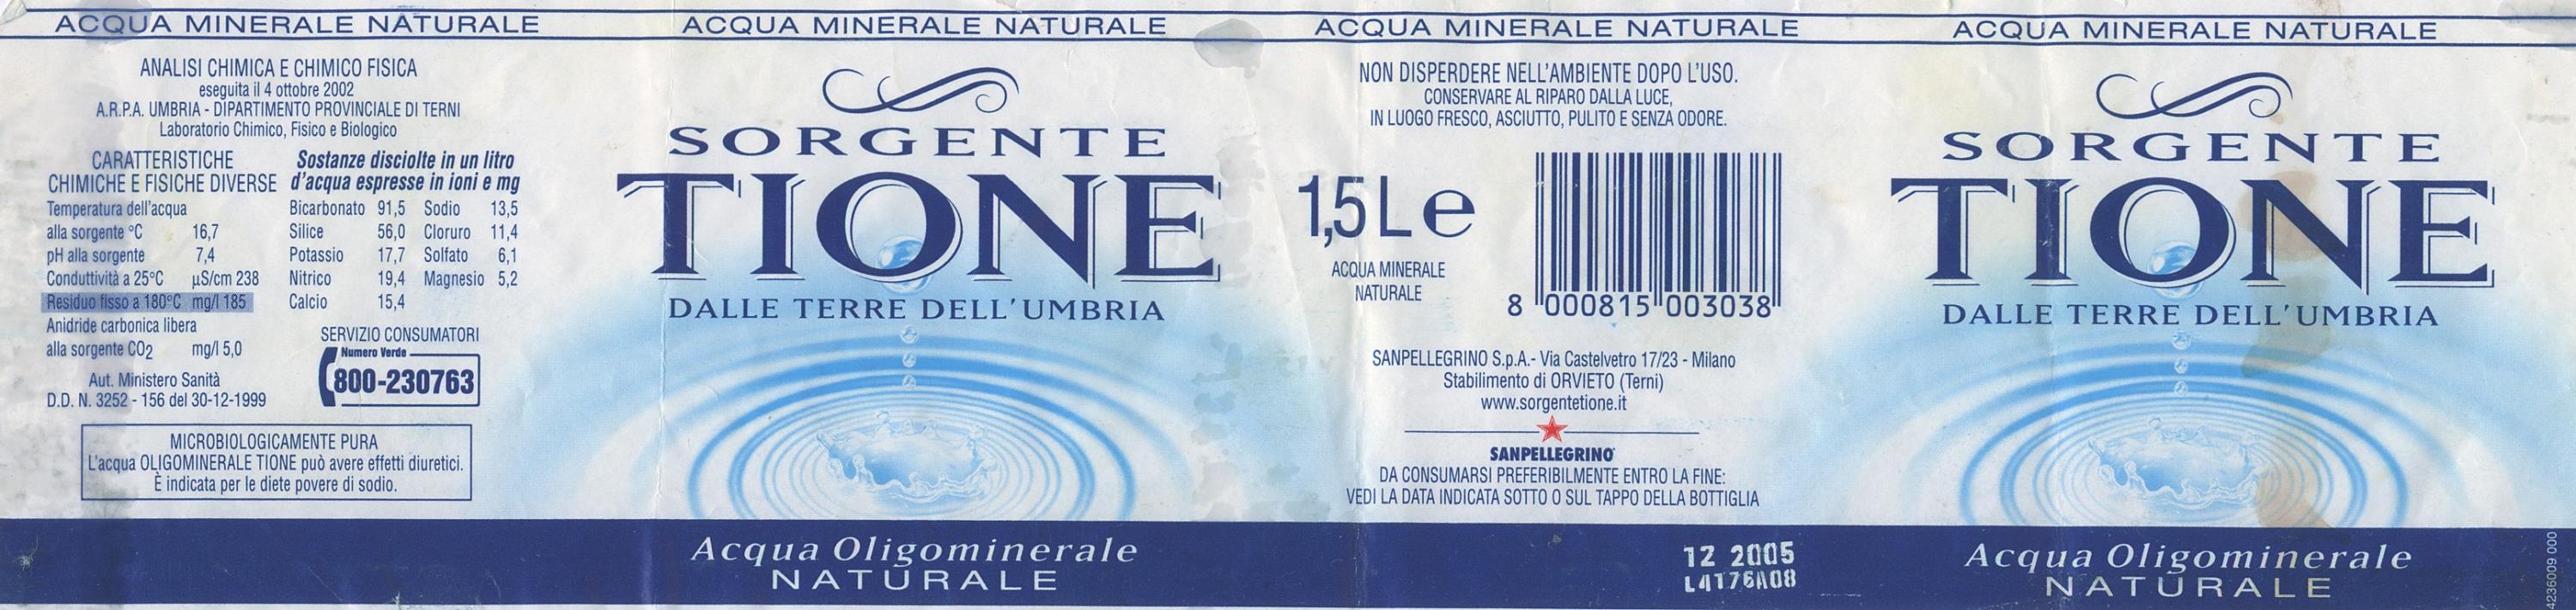 ACQUA MINERALE NATURALE
ANALISI CHIMICA E CHIMICO FISICA
eseguita il 4 ottobre 2002
A.R.P.A. UMBRIA - DIPARTIMENTO PROVINCIALE DI TERNI
Laboratorio Chimico, Fisico e Biologico
CARATTERISTICHE
CHIMICHE E FISICHE DIVERSE
Temperatura dell'acqua
alla sorgente °C 16,7
pH alla sorgente 7,4
Conduttività a 25°C µS/cm 238
Residuo fisso a 180°C mg/l 185
Anidride carbonica libera
alla sorgente CO2 mg/l 5,0
Aut. Ministero Sanità
D.D. N. 3252 - 156 del 30-12-1999
Sostanze disciolte in un litro
d'acqua espresse in ioni e mg
Bicarbonato 91,5 Sodio 13,5
Silice 56,0 Cloruro 11,4
Potassio 17,7 Solfato 6,1
Nitrico 19,4 Magnesio 5,2
Calcio 15,4
SERVIZIO CONSUMATORI
Numero Verde
800-230763
MICROBIOLOGICAMENTE PURA
L'acqua OLIGOMINERALE TIONE può avere effetti diuretici.
È indicata per le diete povere di sodio.
ACQUA MINERALE NATURALE
SORGENTE
TIONE
DALLE TERRE DELL'UMBRIA
Acqua Oligominerale
NATURALE
ACQUA MINERALE NATURALE
NON DISPERDERE NELL'AMBIENTE DOPO L'USO.
CONSERVARE AL RIPARO DALLA LUCE,
IN LUOGO FRESCO, ASCIUTTO, PULITO E SENZA ODORE.
1,5 L e
ACQUA MINERALE
NATURALE
8 000815 003038
SANPELLEGRINO S.p.A.- Via Castelvetro 17/23 - Milano
Stabilimento di ORVIETO (Terni)
www.sorgentetione.it
SANPELLEGRINO
DA CONSUMARSI PREFERIBILMENTE ENTRO LA FINE:
VEDI LA DATA INDICATA SOTTO O SUL TAPPO DELLA BOTTIGLIA
12 2005
L4176A08
ACQUA MINERALE NATURALE
SORGENTE
TIONE
DALLE TERRE DELL'UMBRIA
Acqua Oligominerale
NATURALE
4236009 000